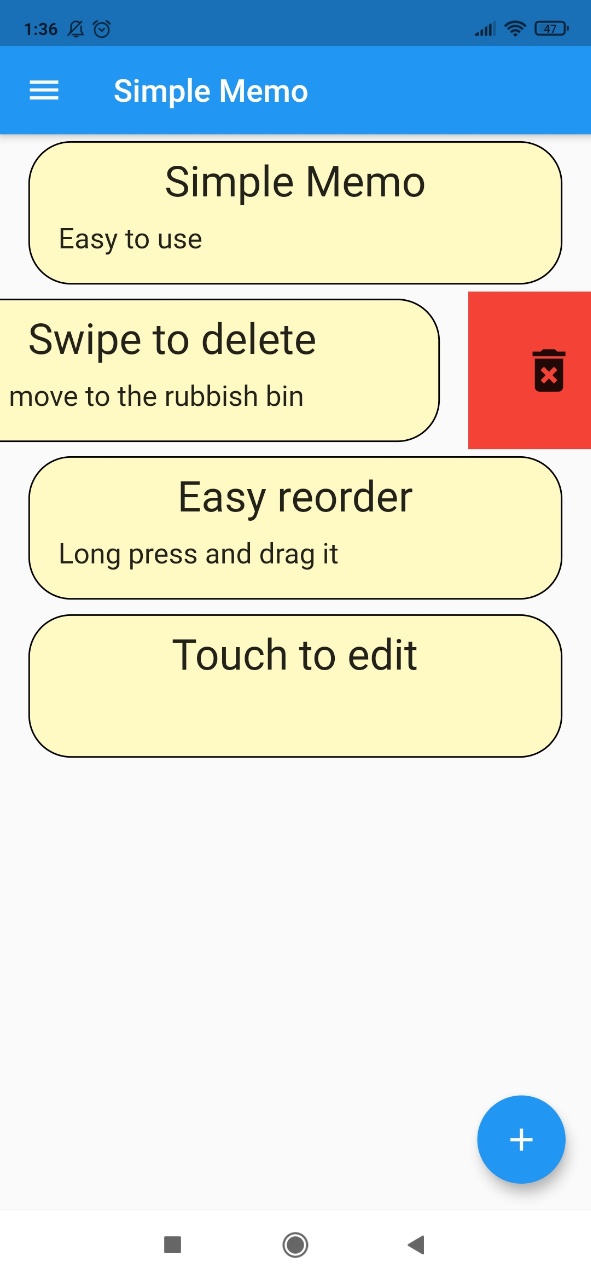 1:36
47
Simple Memo
Simple Memo
Easy to use
Swipe to delete
move to the rubbish bin
Easy reorder
Long press and drag it
Touch to edit